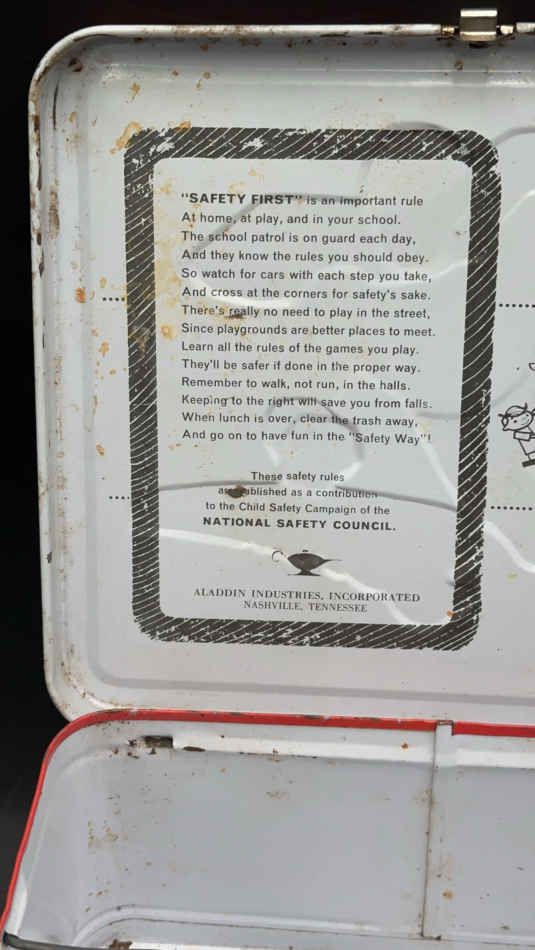 "SAFETY FIRST" is an important rule
At home, at play, and in your school.
The school patrol is on guard each day,
And they know the rules you should obey.
So watch for cars with each step you take,
And cross at the corners for safety's sake.
There's really no need to play in the street,
Since playgrounds are better places to meet.
Learn all the rules of the games you play.
They'll be safer if done in the proper way.
Remember to walk, not run, in the halls.
Keeping to the right will save you from falls.
When lunch is over, clear the trash away,
And go on to have fun in the "Safety Way"!
These safety rules
are established as a contribution
to the Child Safety Campaign of the
NATIONAL SAFETY COUNCIL.
ALADDIN INDUSTRIES, INCORPORATED
NASHVILLE, TENNESSEE